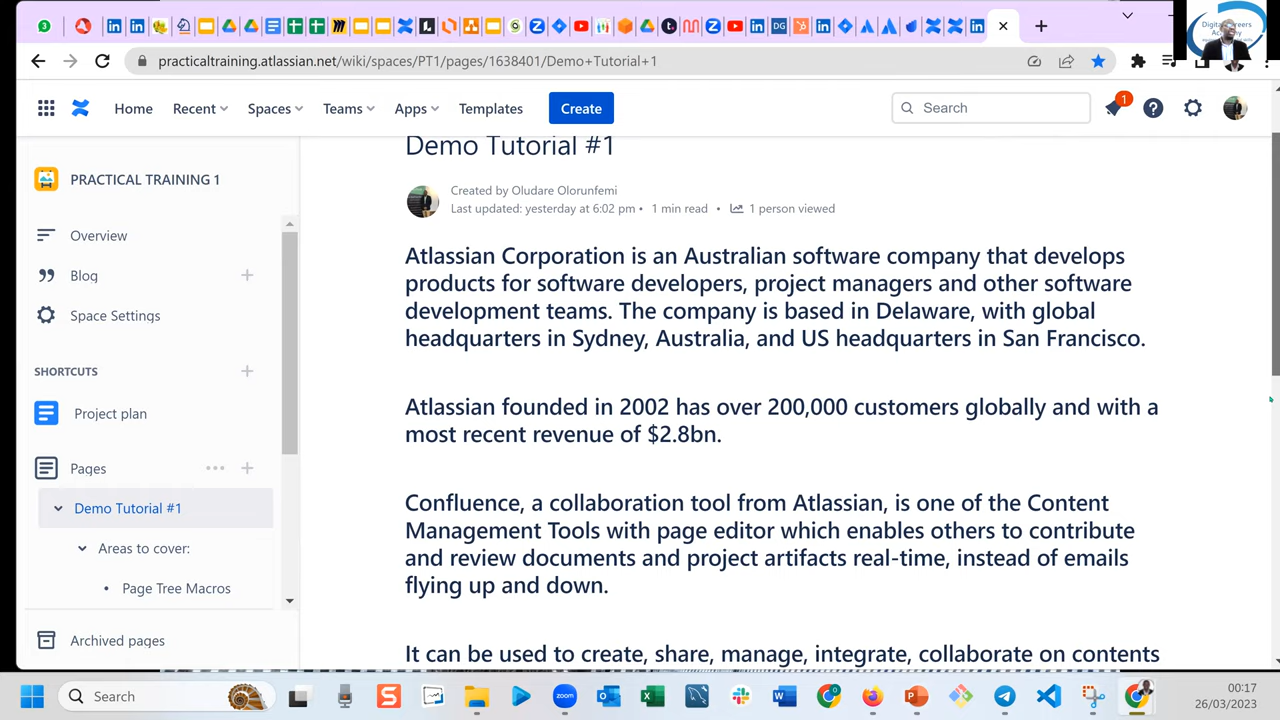 practicaltraining.atlassian.net/wiki/spaces/PT1/pages/1638401/Demo+Tutorial+1
Home Recent Spaces Teams Apps Templates Create Search 1
PRACTICAL TRAINING 1
Overview
Blog
Space Settings
SHORTCUTS
Project plan
Pages
Demo Tutorial #1
Areas to cover:
Page Tree Macros
Archived pages
Demo Tutorial #1
Created by Oludare Olorunfemi
Last updated: yesterday at 6:02 pm • 1 min read • 1 person viewed
Atlassian Corporation is an Australian software company that develops
products for software developers, project managers and other software
development teams. The company is based in Delaware, with global
headquarters in Sydney, Australia, and US headquarters in San Francisco.
Atlassian founded in 2002 has over 200,000 customers globally and with a
most recent revenue of $2.8bn.
Confluence, a collaboration tool from Atlassian, is one of the Content
Management Tools with page editor which enables others to contribute
and review documents and project artifacts real-time, instead of emails
flying up and down.
It can be used to create, share, manage, integrate, collaborate on contents
Search
zoom
00:17
26/03/2023